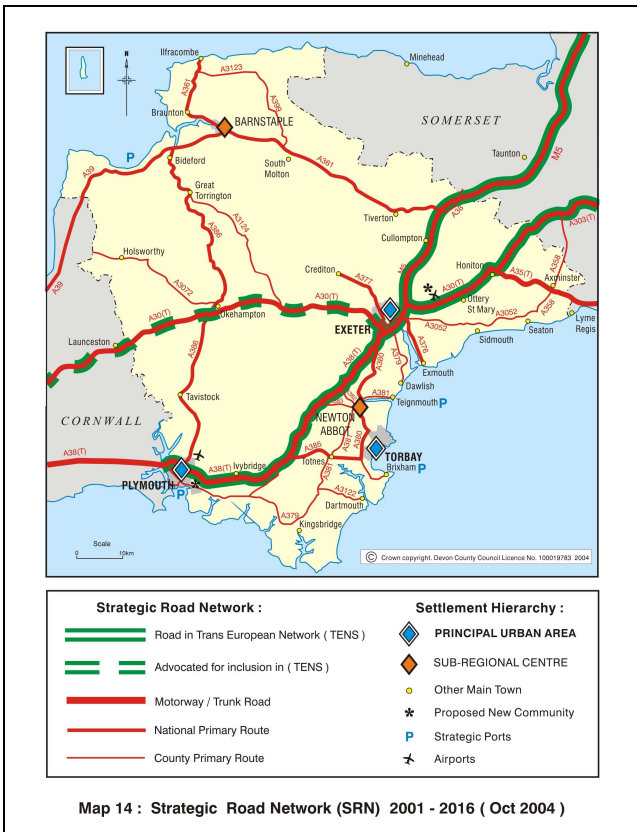 N
Ilfracombe
Minehead
A3123
A361
A399
Braunton
BARNSTAPLE
SOMERSET
P
A39
Bideford
South
Molton
A361
Taunton
M5
Great
Torrington
A386
A3124
Tiverton
A38
Cullompton
A303(T)
Holsworthy
A3072
Crediton
A377
M5
Honiton
A30(T)
A35(T)
A358
Axminster
A39
A30(T)
Okehampton
A30(T)
EXETER
Ottery
St Mary
A3052
A3052
A358
Lyme
Regis
Seaton
Sidmouth
Launceston
A386
A38(T)
A380
A379
A376
Exmouth
Dawlish
Tavistock
A381
Teignmouth
P
CORNWALL
NEWTON
ABBOT
A381
A380
TORBAY
Brixham
P
A38(T)
PLYMOUTH
P
A38(T)
Ivybridge
A385
Totnes
A381
A3122
Dartmouth
A379
Kingsbridge
Scale
0
10km
C Crown copyright. Devon County Council Licence No. 100019783 2004
Strategic Road Network :
Road in Trans European Network ( TENS )
Advocated for inclusion in ( TENS )
Motorway / Trunk Road
National Primary Route
County Primary Route
Settlement Hierarchy :
PRINCIPAL URBAN AREA
SUB-REGIONAL CENTRE
Other Main Town
* Proposed New Community
P Strategic Ports
Airports
Map 14 : Strategic Road Network (SRN) 2001 - 2016 ( Oct 2004 )